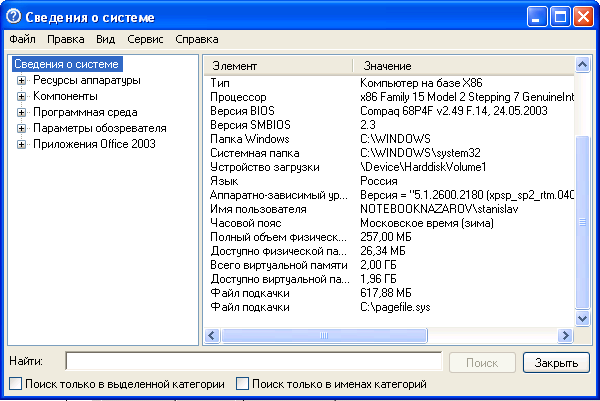 Сведения о системе
Файл Правка Вид Сервис Справка
Сведения о системе
Ресурсы аппаратуры
Компоненты
Программная среда
Параметры обозревателя
Приложения Office 2003
Элемент Значение
Тип Компьютер на базе X86
Процессор x86 Family 15 Model 2 Stepping 7 GenuineInt
Версия BIOS Compaq 68P4F v2.49 F.14, 24.05.2003
Версия SMBIOS 2.3
Папка Windows C:\WINDOWS
Системная папка C:\WINDOWS\system32
Устройство загрузки \Device\HarddiskVolume1
Язык Россия
Аппаратно-зависимый ур... Версия = "5.1.2600.2180 (xpsp_sp2_rtm.040
Имя пользователя NOTEBOOKNAZAROV\stanislav
Часовой пояс Московское время (зима)
Полный объем физическ... 257,00 МБ
Доступно физической па... 26,34 МБ
Всего виртуальной памяти 2,00 ГБ
Доступно виртуальной па... 1,96 ГБ
Файл подкачки 617,88 МБ
Файл подкачки C:\pagefile.sys
Найти: Поиск Закрыть
Поиск только в выделенной категории Поиск только в именах категорий